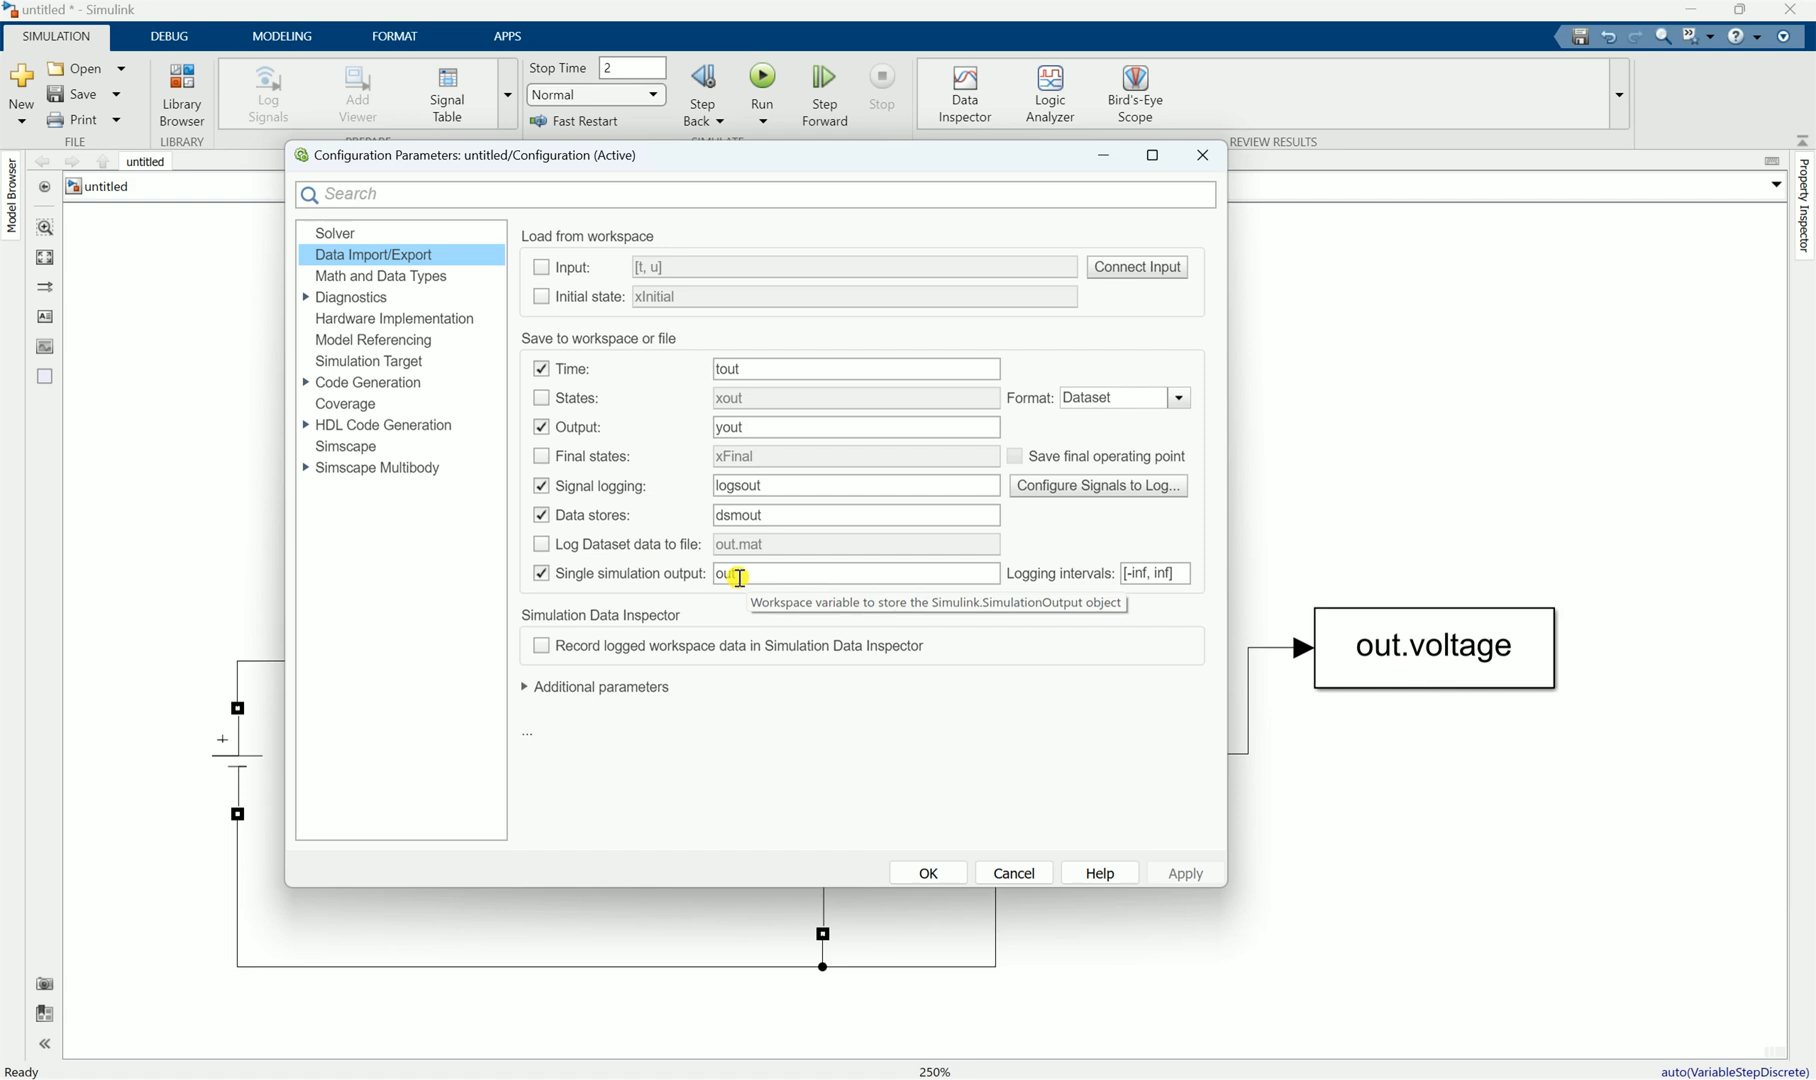 untitled * - Simulink
SIMULATION DEBUG MODELING FORMAT APPS
New
Open
Save
Print
FILE
Library
Browser
LIBRARY
Log
Signals
Add
Viewer
Signal
Table
PREPARE
Stop Time 2
Normal
Fast Restart
Step
Back
Run
Step
Forward
Stop
SIMULATE
Data
Inspector
Logic
Analyzer
Bird's-Eye
Scope
REVIEW RESULTS
Model Browser
untitled
untitled
Property Inspector
Configuration Parameters: untitled/Configuration (Active)
Search
Solver
Data Import/Export
Math and Data Types
Diagnostics
Hardware Implementation
Model Referencing
Simulation Target
Code Generation
Coverage
HDL Code Generation
Simscape
Simscape Multibody
Load from workspace
Input: [t, u] Connect Input
Initial state: xInitial
Save to workspace or file
Time: tout
States: xout Format: Dataset
Output: yout
Final states: xFinal Save final operating point
Signal logging: logsout Configure Signals to Log...
Data stores: dsmout
Log Dataset data to file: out.mat
Single simulation output: out Logging intervals: [-inf, inf]
Workspace variable to store the Simulink.SimulationOutput object
Simulation Data Inspector
Record logged workspace data in Simulation Data Inspector
Additional parameters
...
OK Cancel Help Apply
+
out.voltage
Ready 250% auto(VariableStepDiscrete)